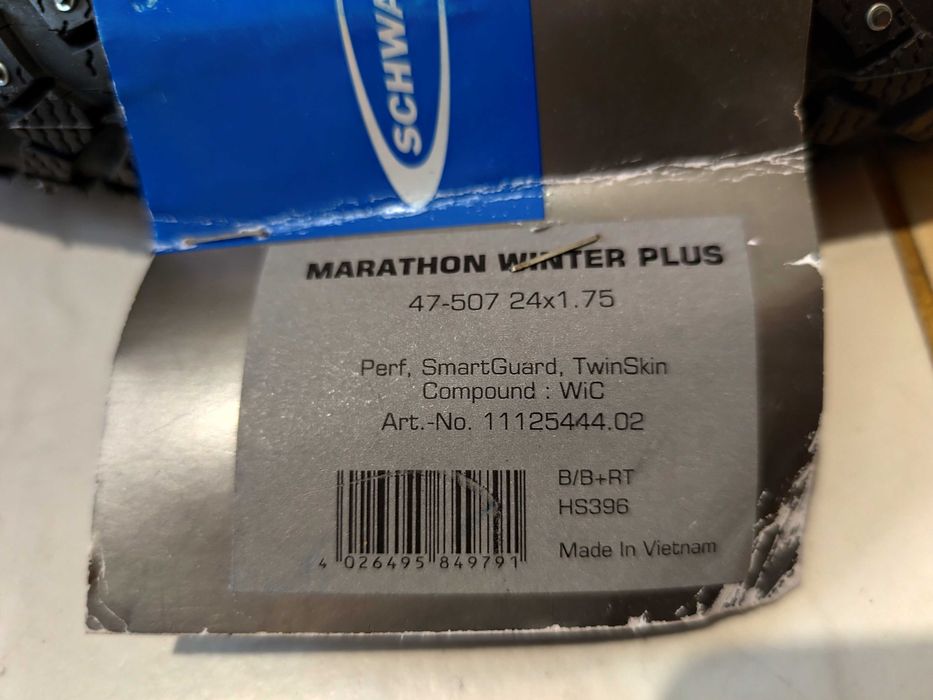 SCHWA
MARATHON WINTER PLUS
47-507 24x1.75
Perf, SmartGuard, TwinSkin
Compound : WiC
Art.-No. 11125444.02
B/B+RT
HS396
Made In Vietnam
4 026495 849791